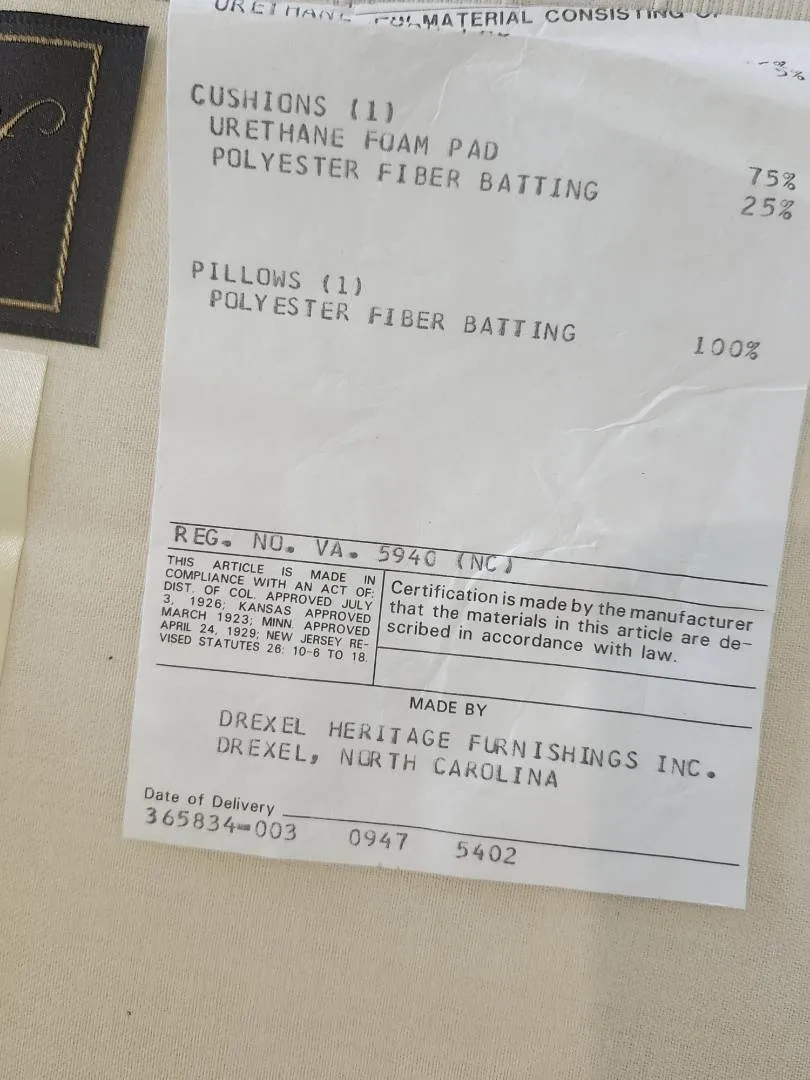 MATERIAL CONSISTING
CUSHIONS (1)
URETHANE FOAM PAD 75%
POLYESTER FIBER BATTING 25%
PILLOWS (1)
POLYESTER FIBER BATTING 100%
REG. NO. VA. 5940 (NC)
THIS ARTICLE IS MADE IN
COMPLIANCE WITH AN ACT OF:
DIST. OF COL. APPROVED JULY
3, 1926; KANSAS APPROVED
MARCH 1923; MINN. APPROVED
APRIL 24, 1929; NEW JERSEY RE-
VISED STATUTES 26: 10-6 TO 18.
Certification is made by the manufacturer
that the materials in this article are de-
scribed in accordance with law.
MADE BY
DREXEL HERITAGE FURNISHINGS INC.
DREXEL, NORTH CAROLINA
Date of Delivery
365834-003 0947 5402